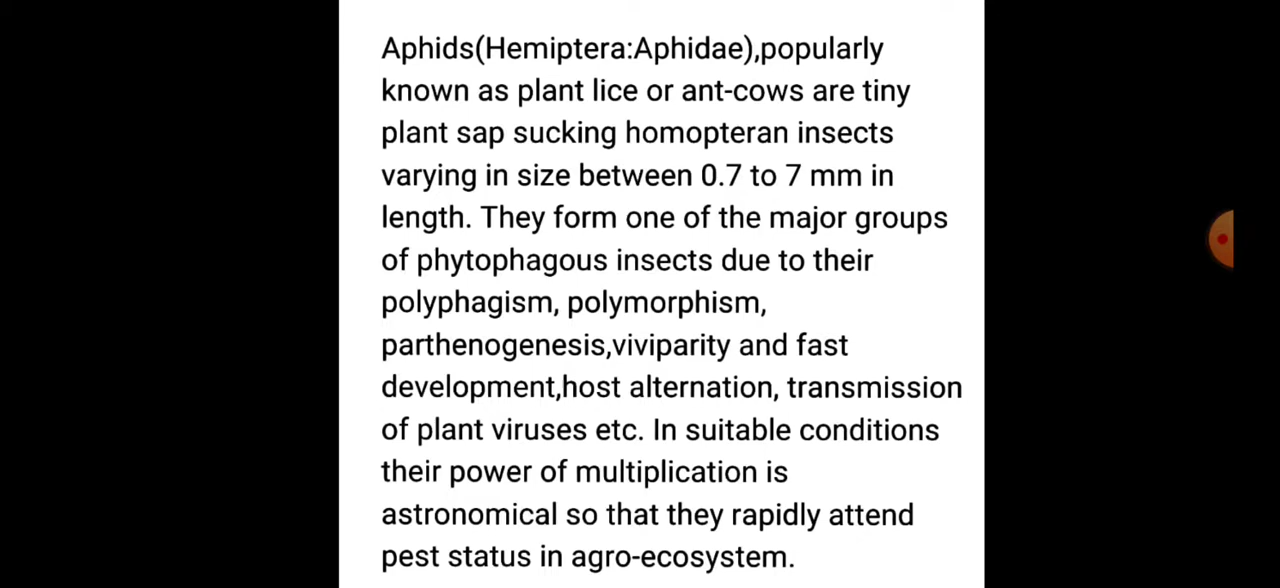 Aphids(Hemiptera:Aphidae),popularly
known as plant lice or ant-cows are tiny
plant sap sucking homopteran insects
varying in size between 0.7 to 7 mm in
length. They form one of the major groups
of phytophagous insects due to their
polyphagism, polymorphism,
parthenogenesis,viviparity and fast
development,host alternation, transmission
of plant viruses etc. In suitable conditions
their power of multiplication is
astronomical so that they rapidly attend
pest status in agro-ecosystem.